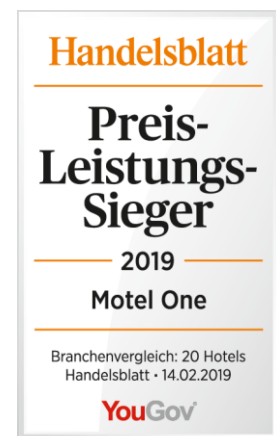 Handelsblatt
Preis-
Leistungs-
Sieger
2019
Motel One
Branchenvergleich: 20 Hotels
Handelsblatt • 14.02.2019
YouGov